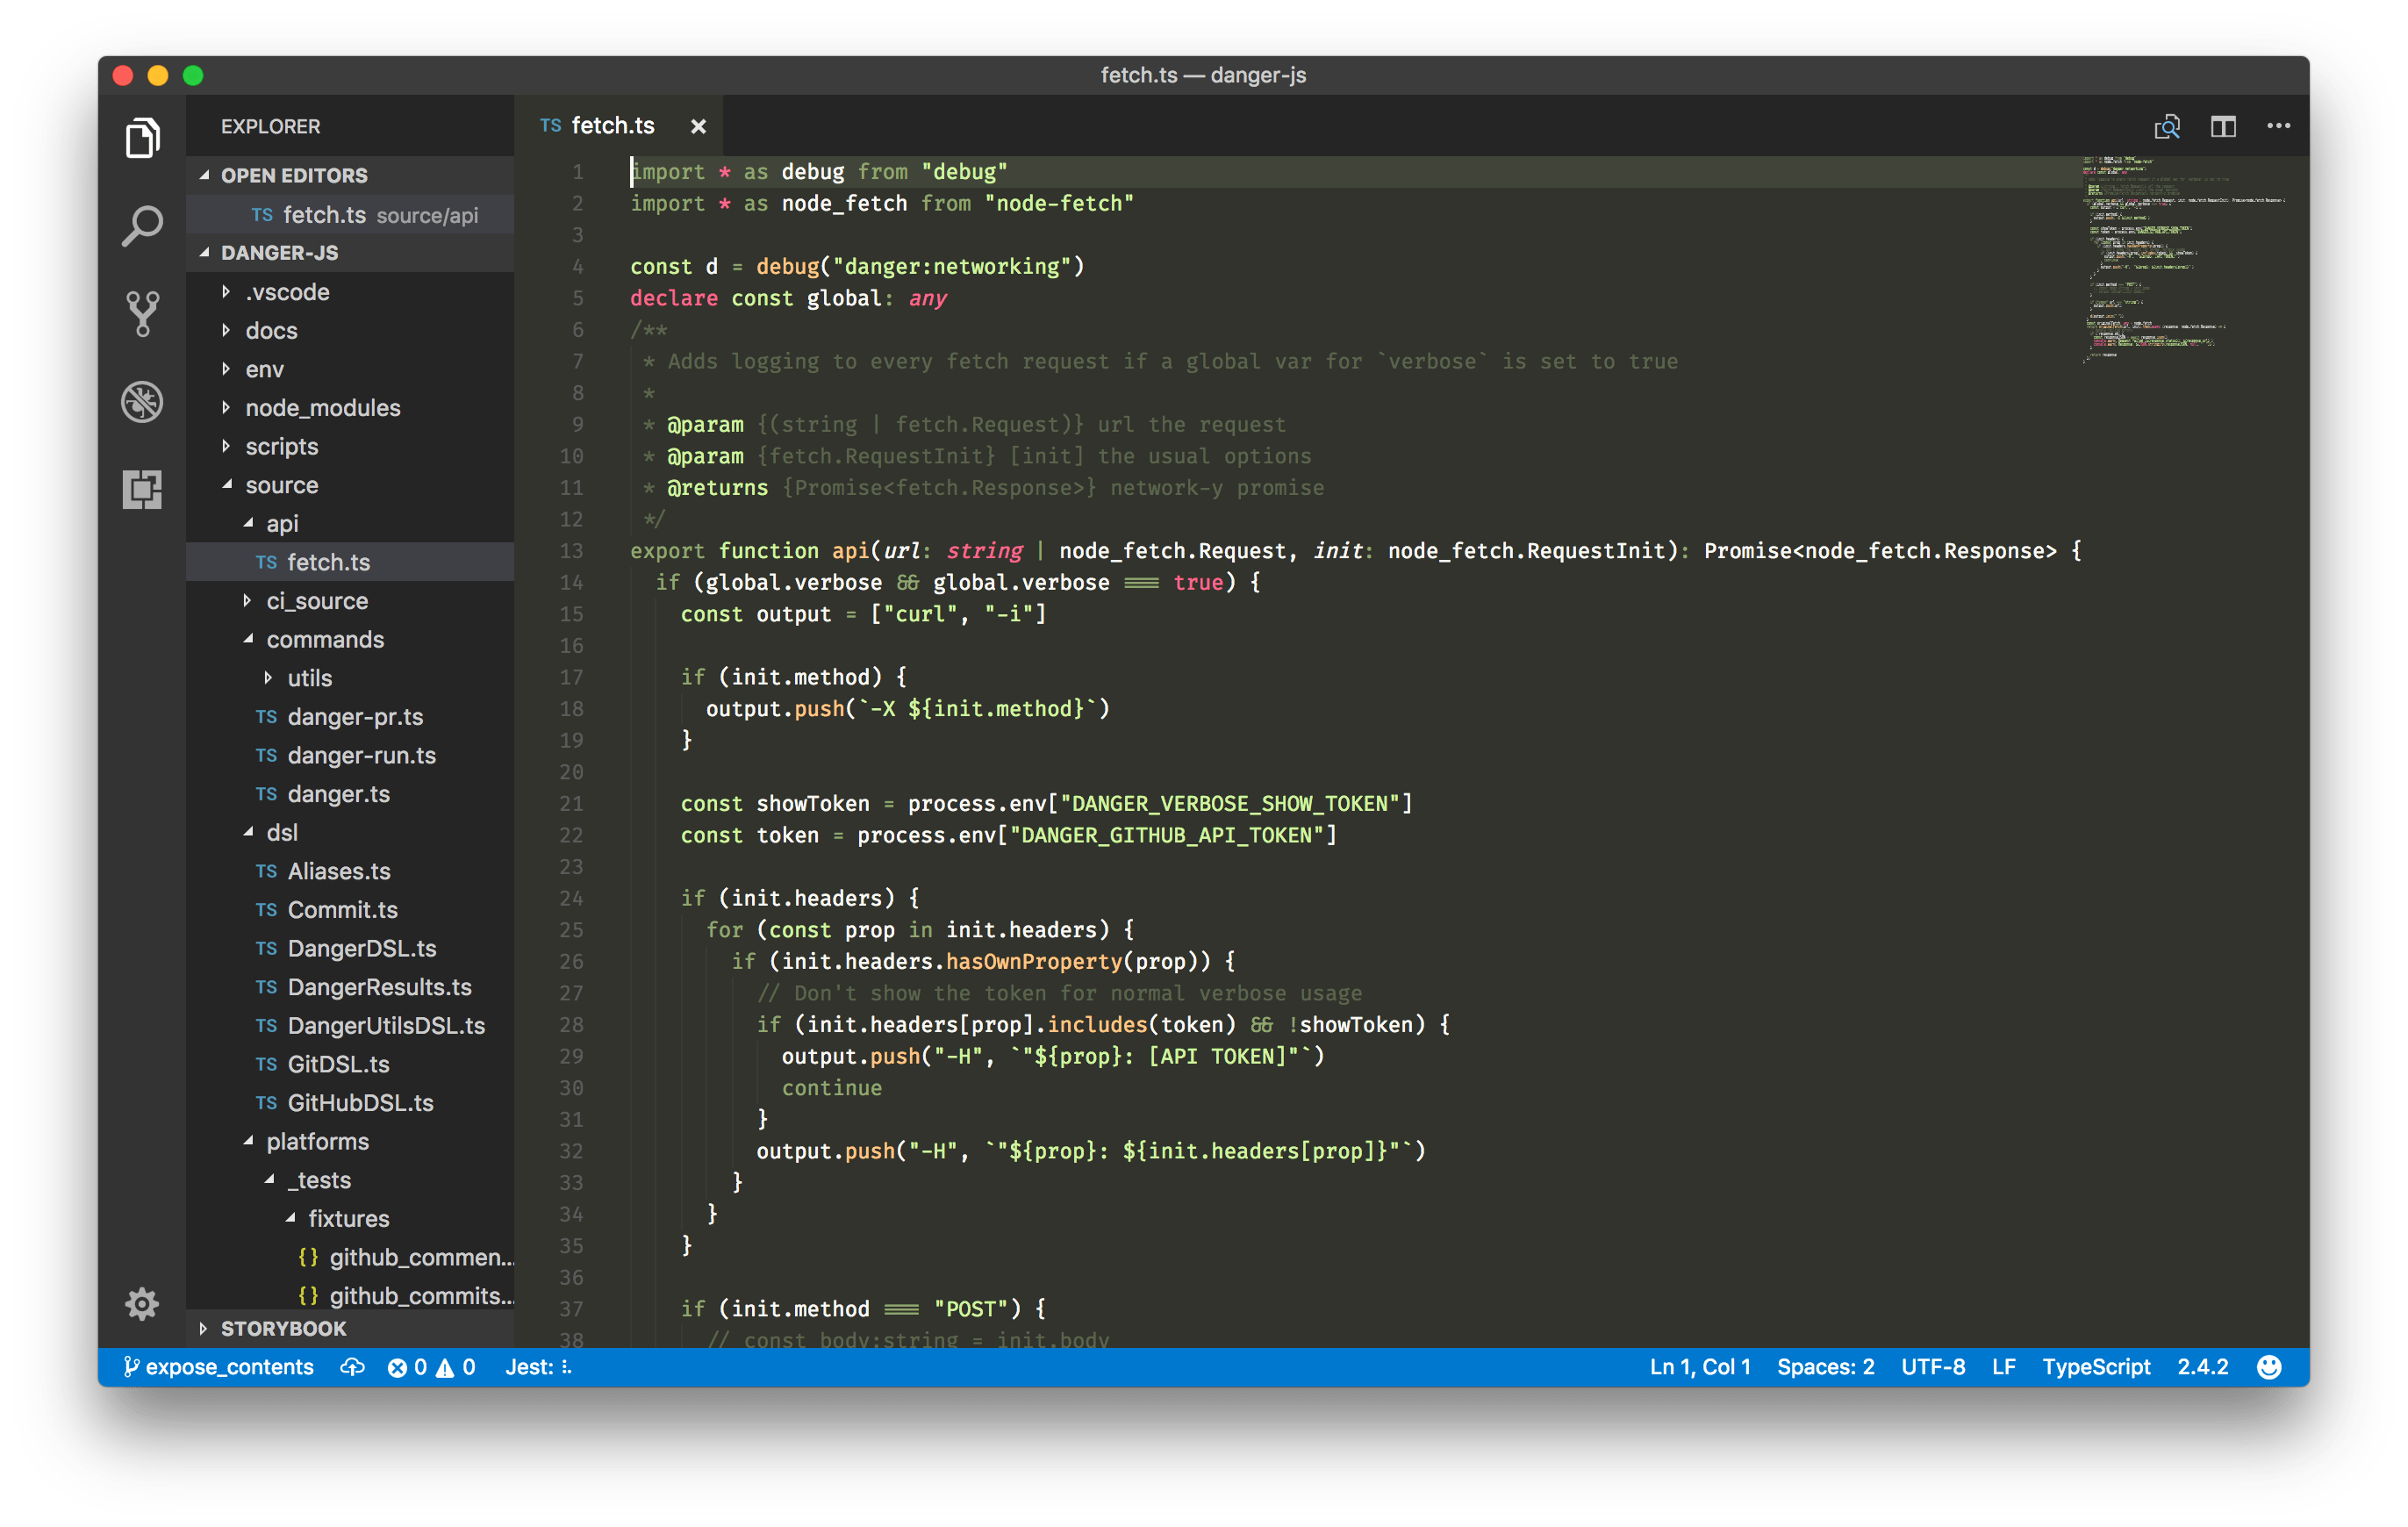 fetch.ts — danger-js
EXPLORER
OPEN EDITORS
TS fetch.ts source/api
DANGER-JS
.vscode
docs
env
node_modules
scripts
source
api
TS fetch.ts
ci_source
commands
utils
TS danger-pr.ts
TS danger-run.ts
TS danger.ts
dsl
TS Aliases.ts
TS Commit.ts
TS DangerDSL.ts
TS DangerResults.ts
TS DangerUtilsDSL.ts
TS GitDSL.ts
TS GitHubDSL.ts
platforms
_tests
fixtures
{} github_commen...
{} github_commits...
STORYBOOK
TS fetch.ts ×
1 import * as debug from "debug"
2 import * as node_fetch from "node-fetch"
3
4 const d = debug("danger:networking")
5 declare const global: any
6 /**
7 * Adds logging to every fetch request if a global var for `verbose` is set to true
8 *
9 * @param {(string | fetch.Request)} url the request
10 * @param {fetch.RequestInit} [init] the usual options
11 * @returns {Promise<fetch.Response>} network-y promise
12 */
13 export function api(url: string | node_fetch.Request, init: node_fetch.RequestInit): Promise<node_fetch.Response> {
14 if (global.verbose && global.verbose === true) {
15 const output = ["curl", "-i"]
16
17 if (init.method) {
18 output.push(`-X ${init.method}`)
19 }
20
21 const showToken = process.env["DANGER_VERBOSE_SHOW_TOKEN"]
22 const token = process.env["DANGER_GITHUB_API_TOKEN"]
23
24 if (init.headers) {
25 for (const prop in init.headers) {
26 if (init.headers.hasOwnProperty(prop)) {
27 // Don't show the token for normal verbose usage
28 if (init.headers[prop].includes(token) && !showToken) {
29 output.push("-H", `"${prop}: [API TOKEN]"`)
30 continue
31 }
32 output.push("-H", `"${prop}: ${init.headers[prop]}"`)
33 }
34 }
35 }
36
37 if (init.method === "POST") {
38 // const body:string = init.body
expose_contents 0 0 Jest:
Ln 1, Col 1 Spaces: 2 UTF-8 LF TypeScript 2.4.2